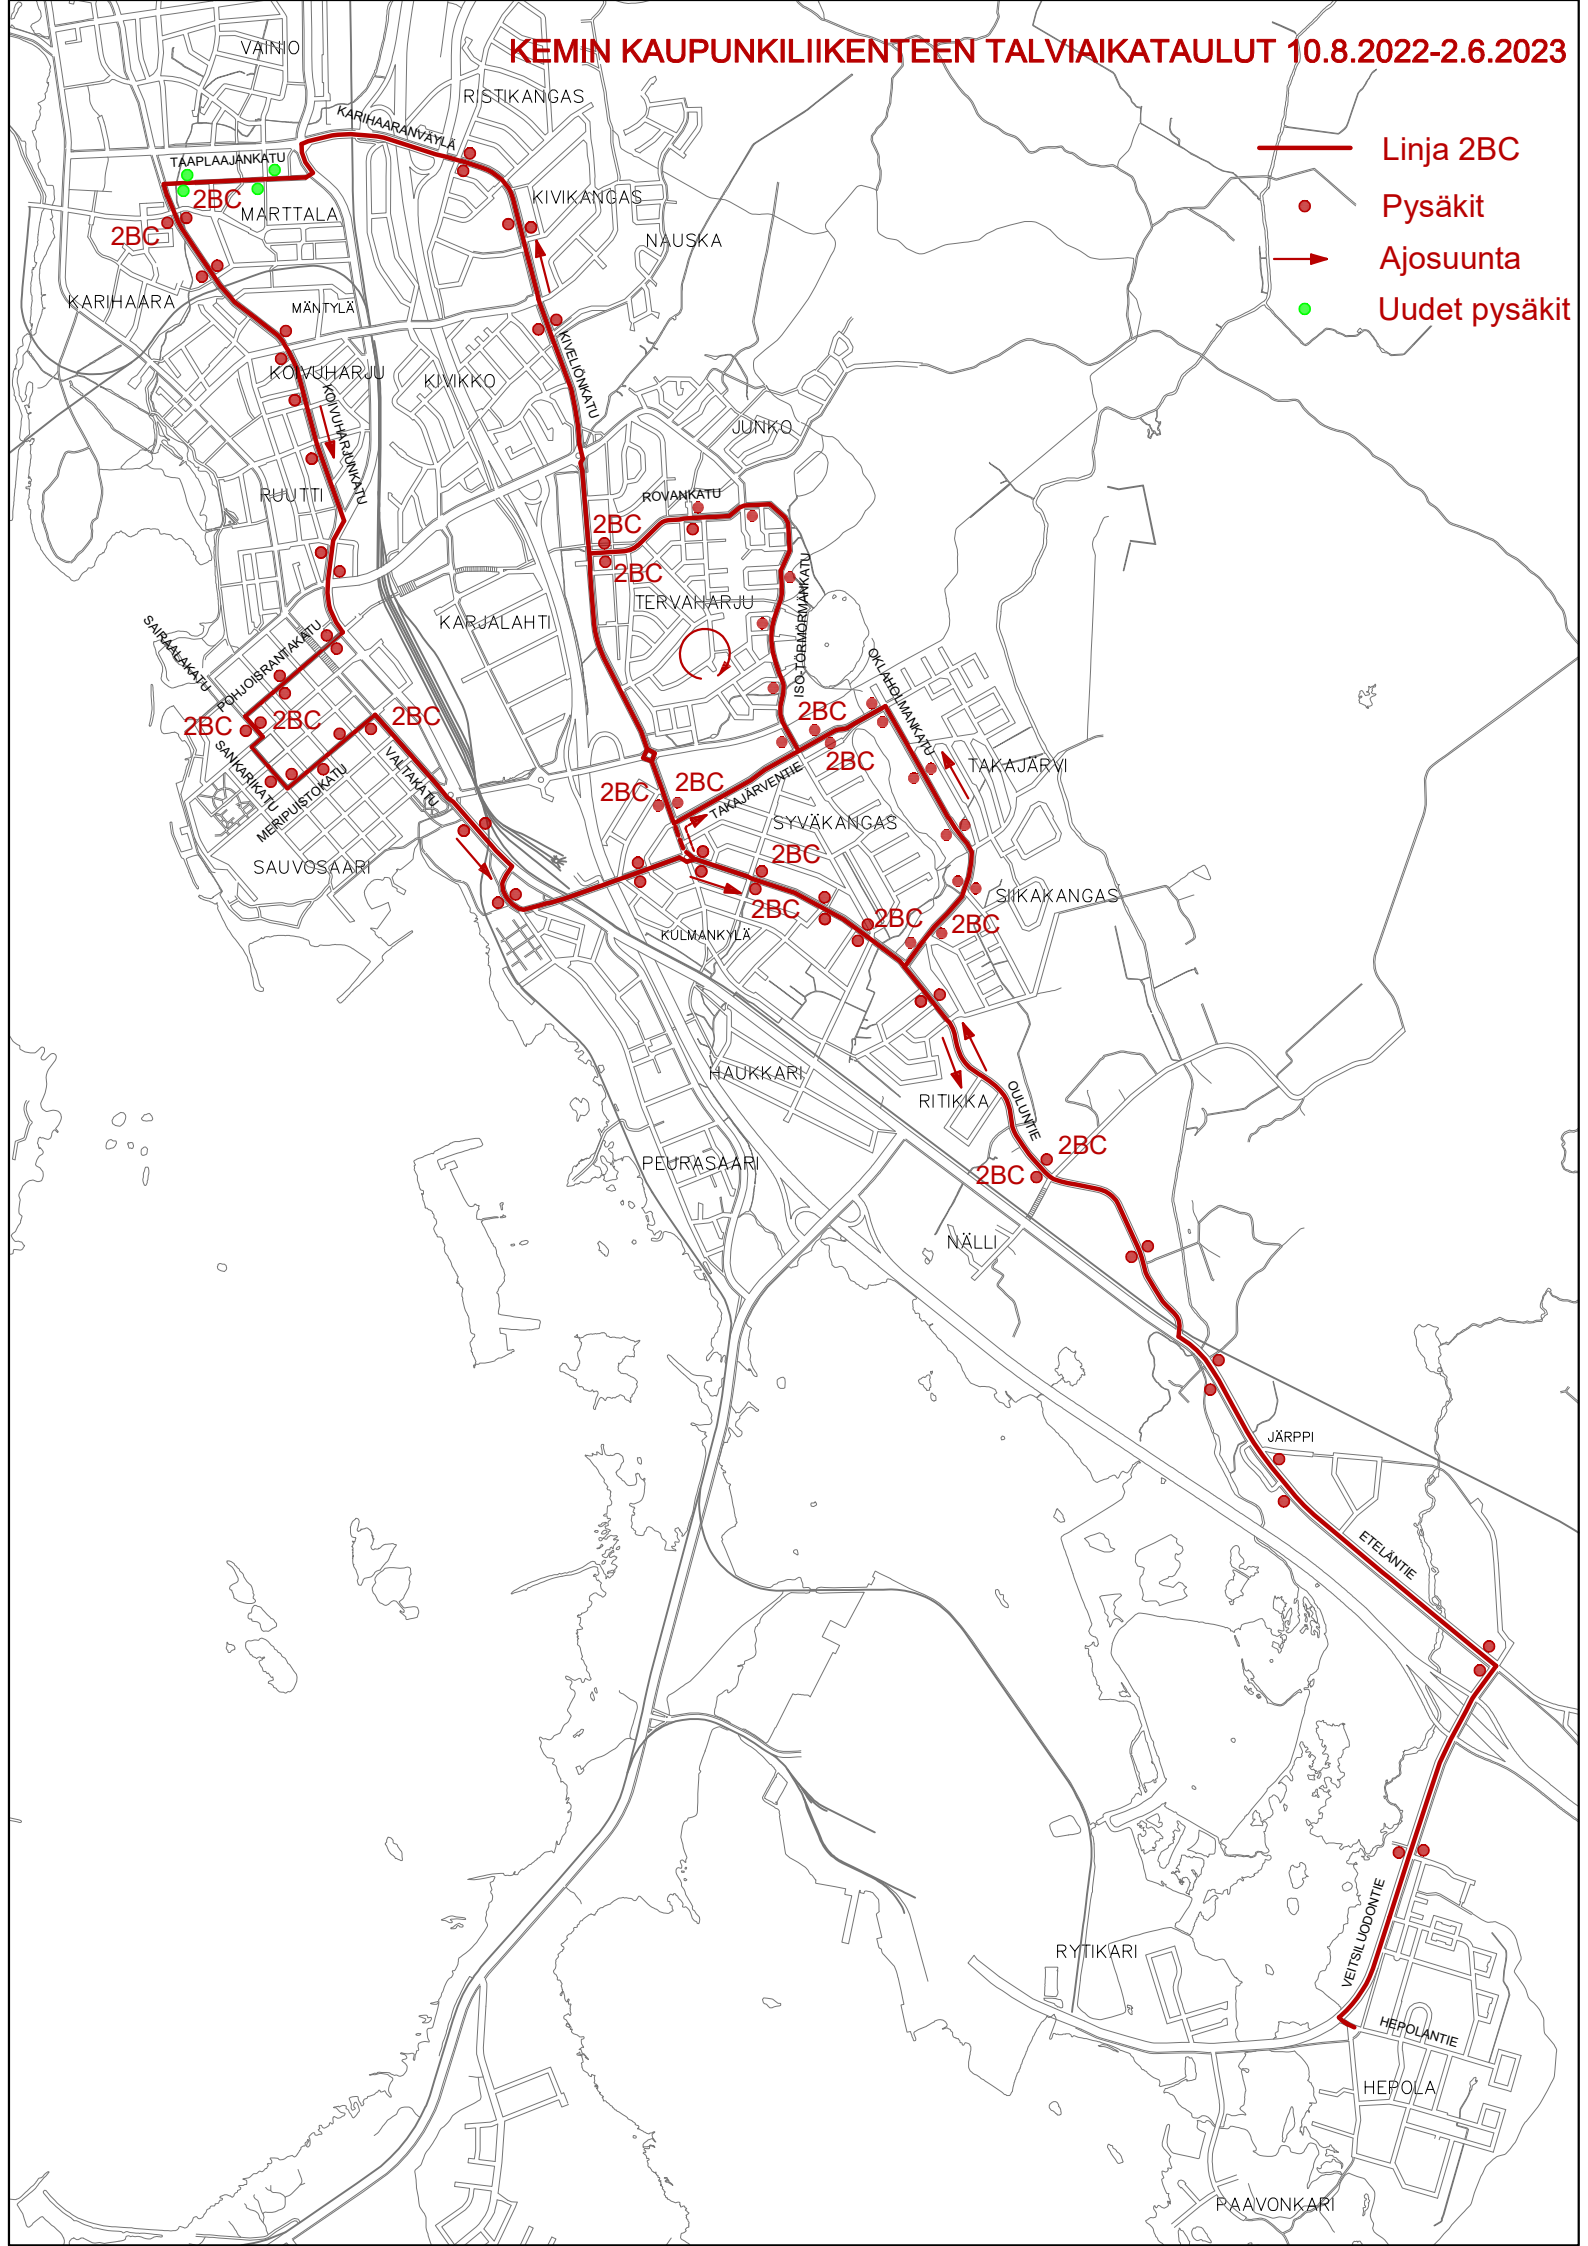 KEMIN KAUPUNKILIIKENTEEN TALVIAIKATAULUT 10.8.2022-2.6.2023
Linja 2BC
Pysäkit
Ajosuunta
Uudet pysäkit
VAINIO
RISTIKANGAS
KARIHAARANVÄYLÄ
TAAPLAAJANKATU
2BC
MARTTALA
2BC
KIVIKANGAS
NAUSKA
KARIHAARA
MÄNTYLÄ
KOIVUHARJU
KIVIKKO
KIVELIÖNKATU
KOIVUHARJUNKATU
JUNKO
RUUTTI
ROVANKATU
2BC
2BC
TERVAHARJU
ISO-TÖRMÖRMÄNKATU
KARJALAHTI
SAIRAALAKATU
POHJOISRANTAKATU
OKLAHOLMANKATU
2BC
2BC
2BC
2BC
2BC
SANKARIKATU
MERIPUISTOKATU
VALTAKATU
TAKAJÄRVI
2BC
2BC
TAKAJÄRVENTIE
SYVÄKANGAS
SAUVOSAARI
2BC
2BC
2BC
2BC
SIIKAKANGAS
KULMANKYLÄ
HAUKKARI
RITIKKA
OULUNTIE
2BC
2BC
PEURASAARI
NÄLLI
JÄRPPI
ETELÄNTIE
VEITSILUODONTIE
RYTIKARI
HEPOLANTIE
HEPOLA
PAAVONKARI